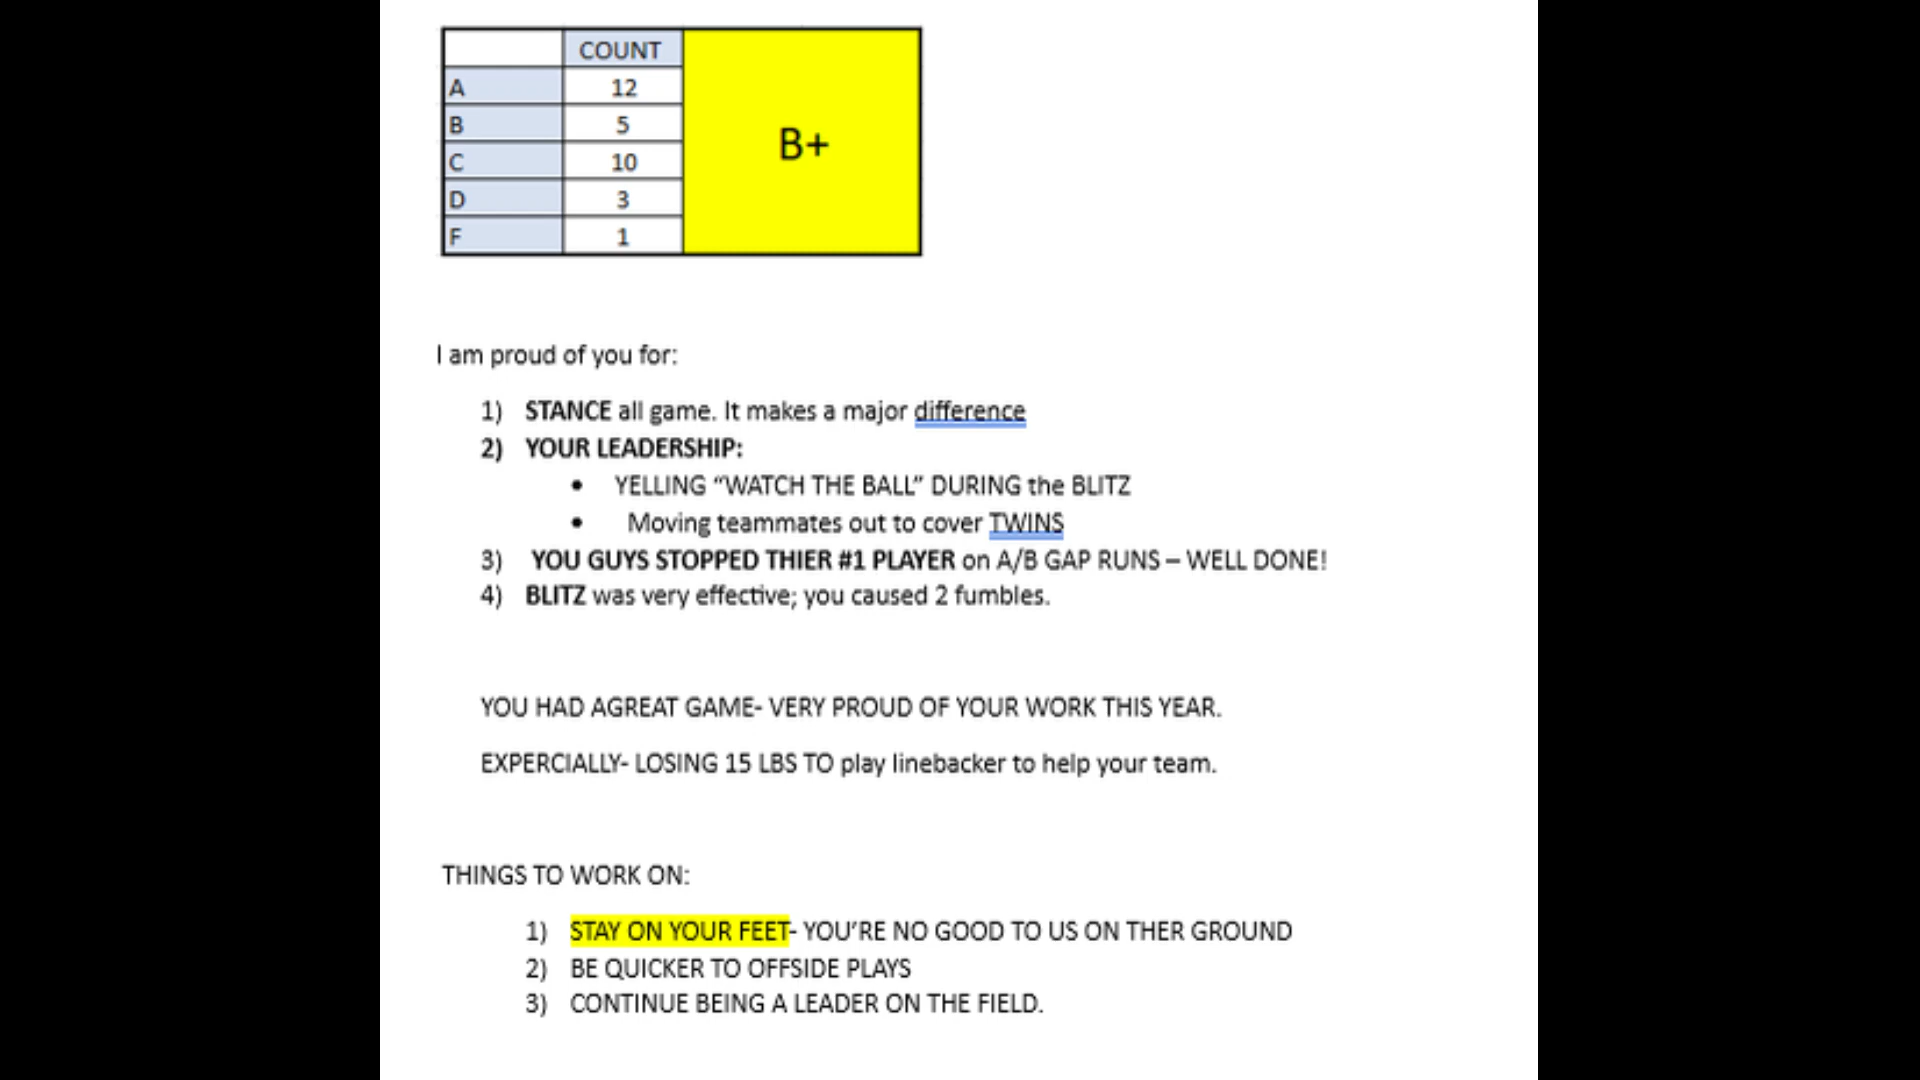 COUNT
A 12
B 5
C 10
D 3
F 1
B+
I am proud of you for:
1) STANCE all game. It makes a major difference
2) YOUR LEADERSHIP:
• YELLING “WATCH THE BALL” DURING the BLITZ
• Moving teammates out to cover TWINS
3) YOU GUYS STOPPED THIER #1 PLAYER on A/B GAP RUNS – WELL DONE!
4) BLITZ was very effective; you caused 2 fumbles.
YOU HAD AGREAT GAME- VERY PROUD OF YOUR WORK THIS YEAR.
EXPERCIALLY- LOSING 15 LBS TO play linebacker to help your team.
THINGS TO WORK ON:
1) STAY ON YOUR FEET- YOU’RE NO GOOD TO US ON THER GROUND
2) BE QUICKER TO OFFSIDE PLAYS
3) CONTINUE BEING A LEADER ON THE FIELD.